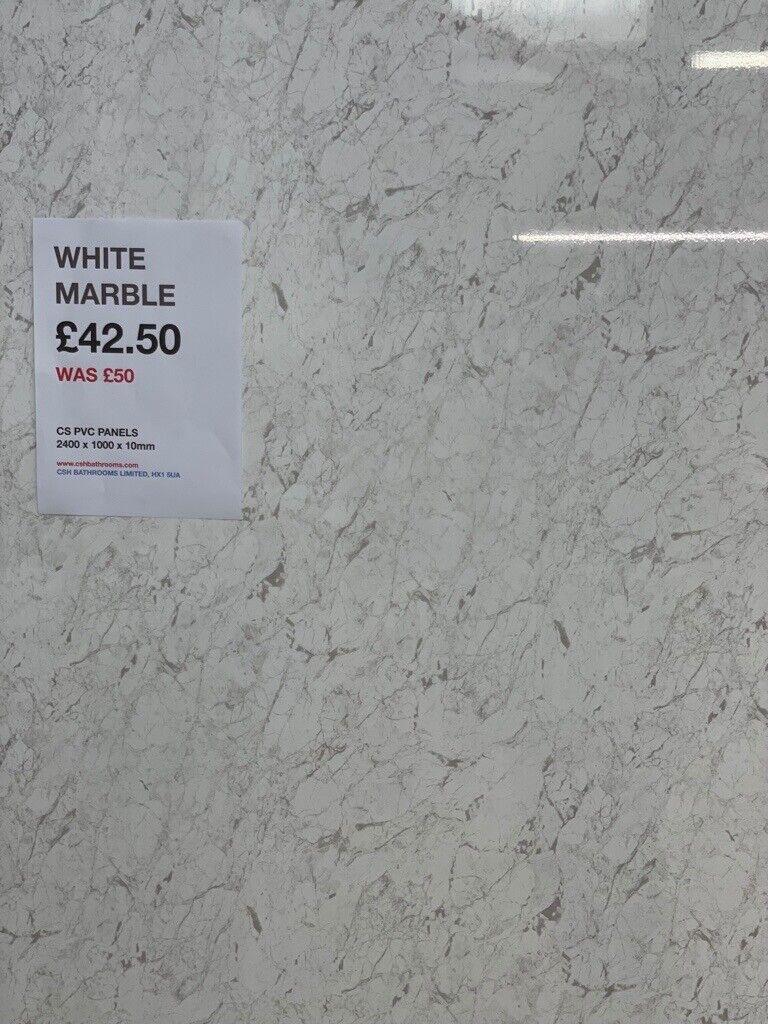 WHITE
MARBLE
£42.50
WAS £50
CS PVC PANELS
2400 x 1000 x 10mm
www.cshbathrooms.com
CSH BATHROOMS LIMITED, HX1 5UA